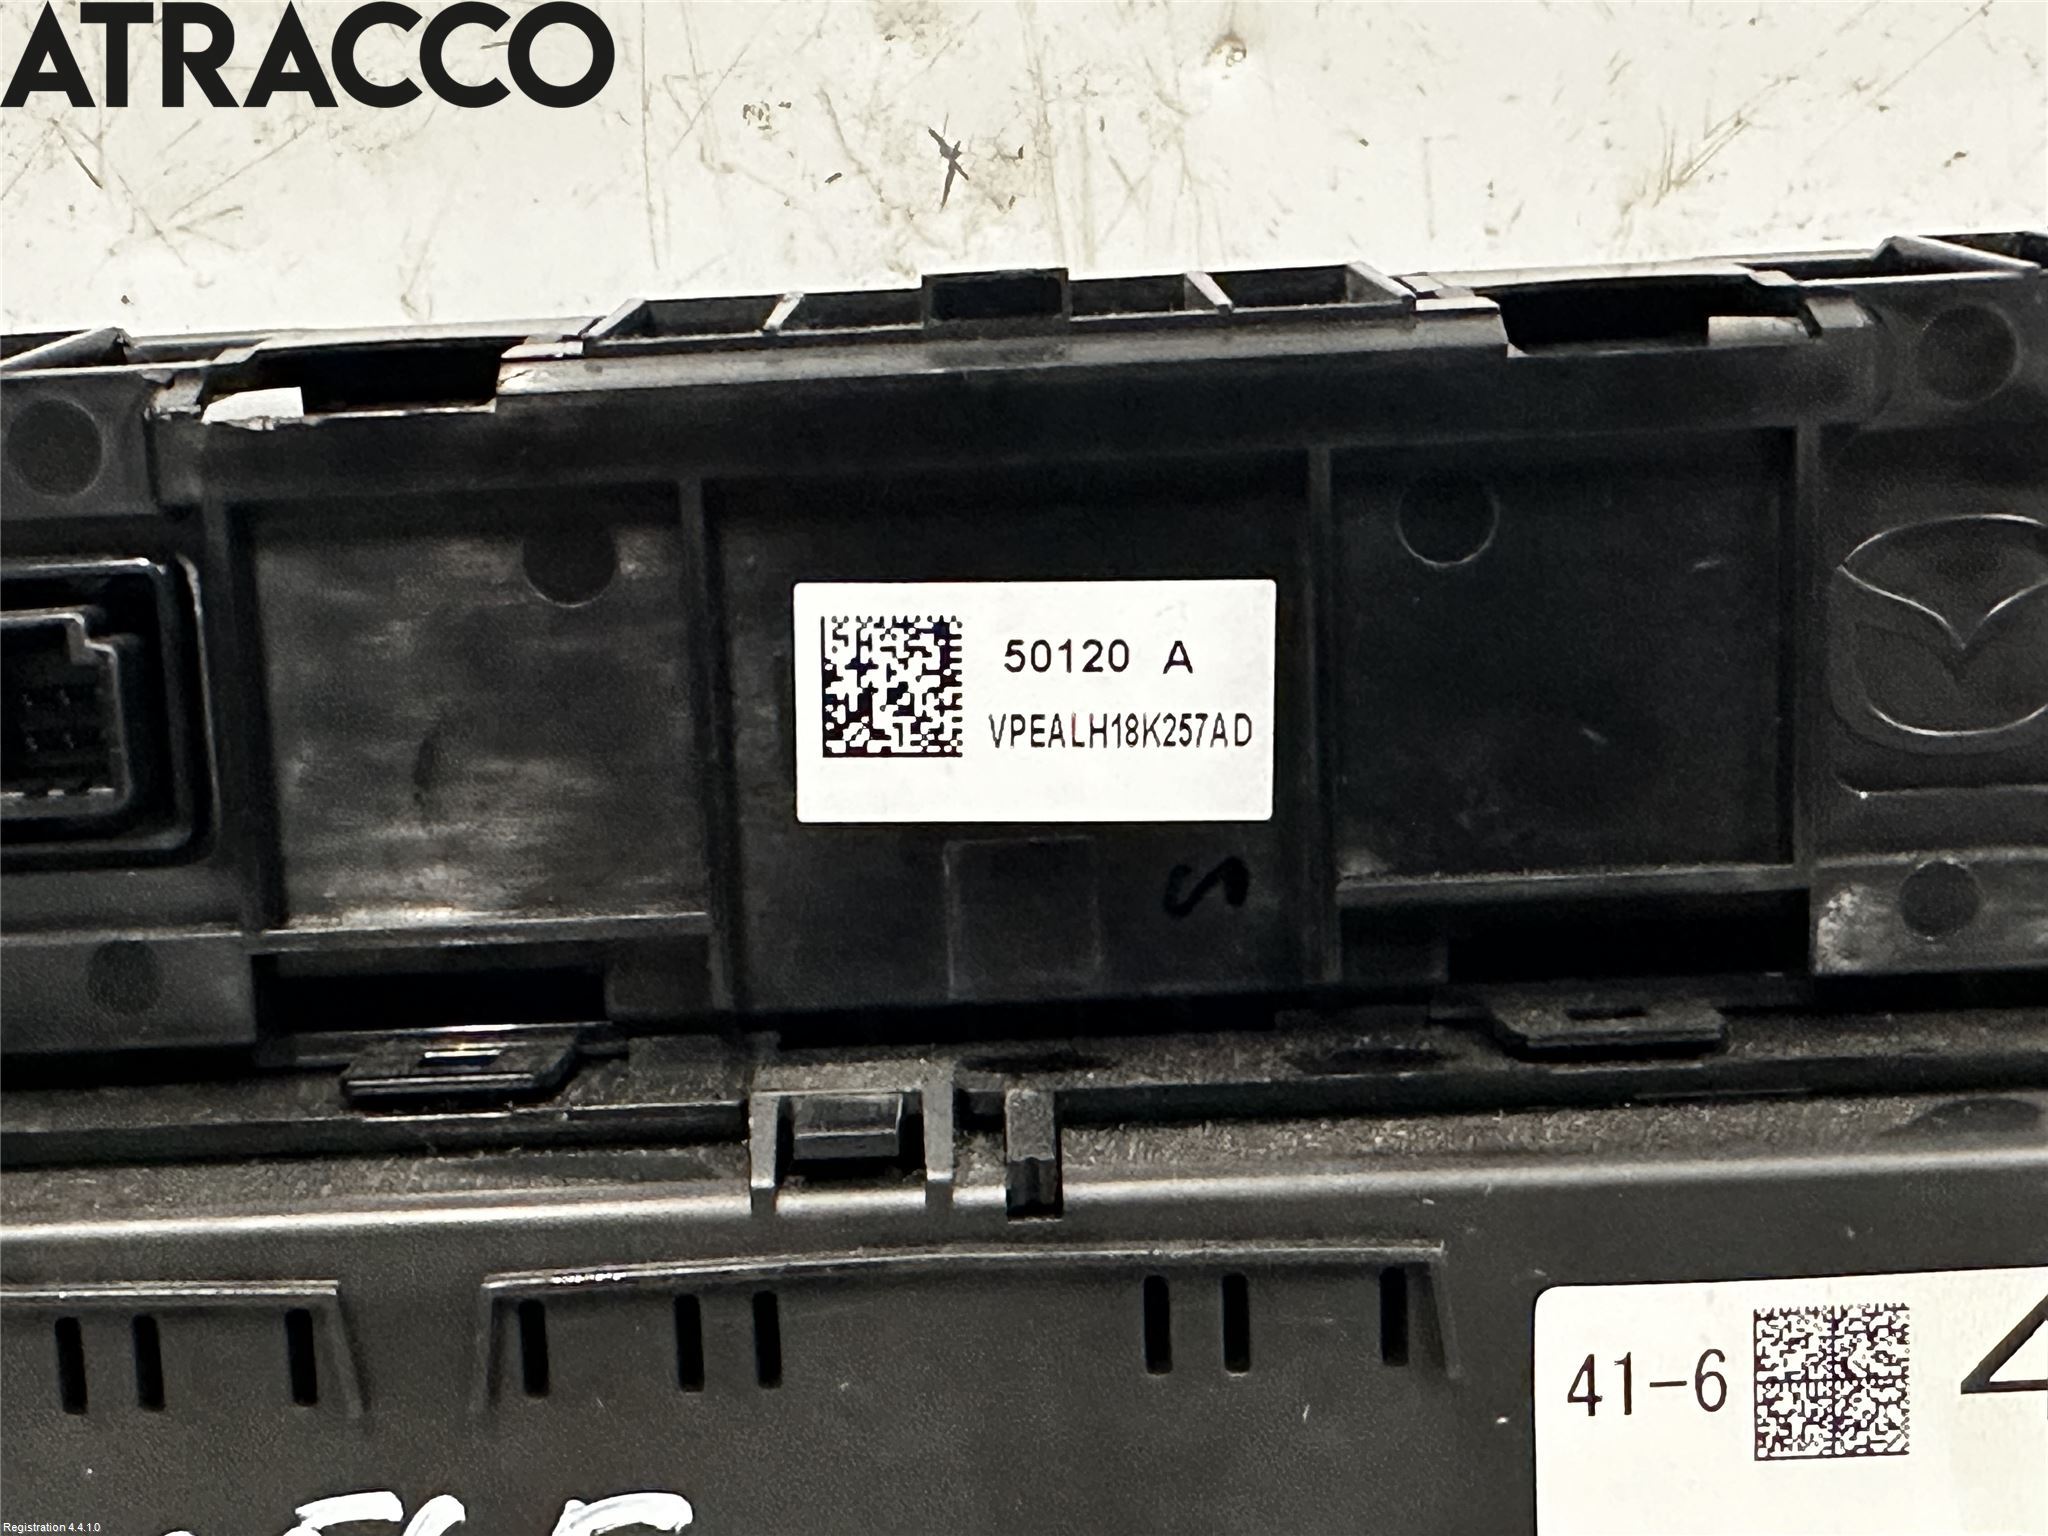 ATRACCO
50120 A
VPEALH18K257AD
41-6
Registration 4.4.1.0